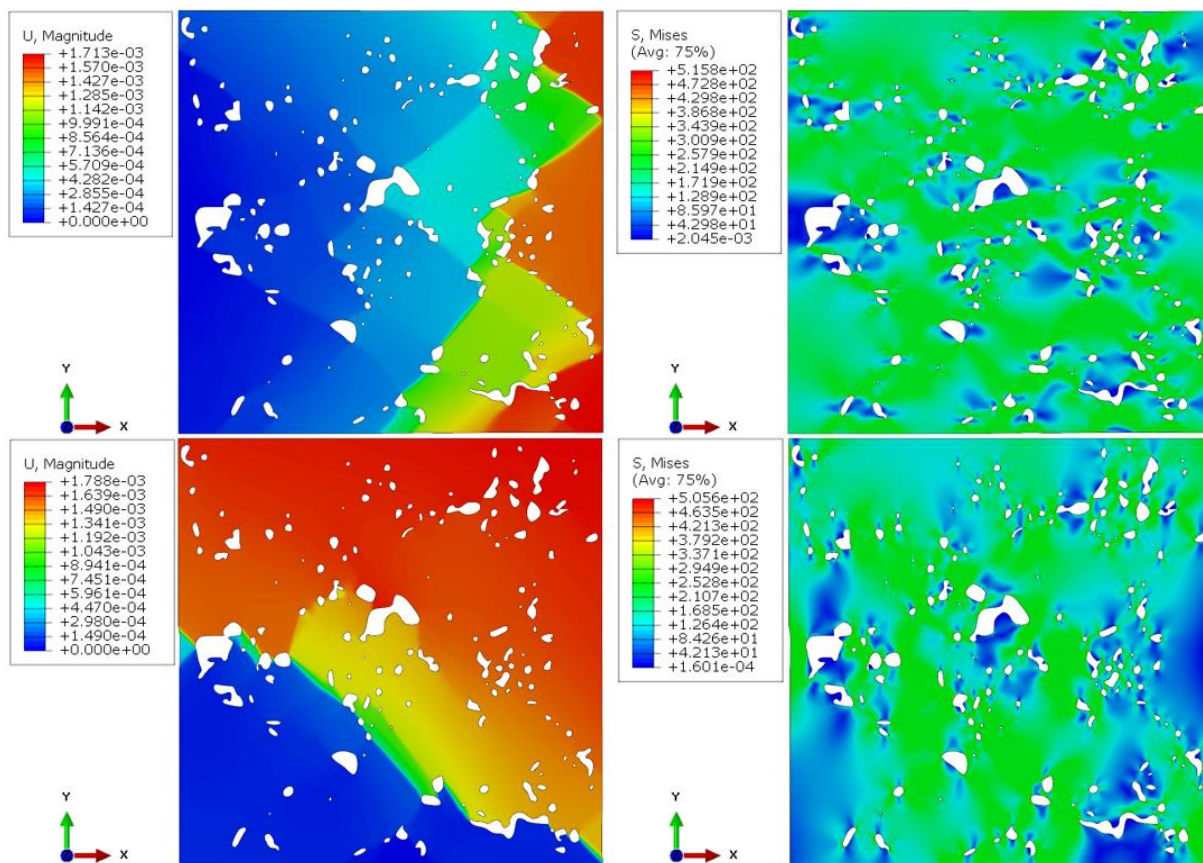 U, Magnitude
+1.713e-03
+1.570e-03
+1.427e-03
+1.285e-03
+1.142e-03
+9.991e-04
+8.564e-04
+7.136e-04
+5.709e-04
+4.282e-04
+2.855e-04
+1.427e-04
+0.000e+00
Y
X
S, Mises
(Avg: 75%)
+5.158e+02
+4.728e+02
+4.298e+02
+3.868e+02
+3.439e+02
+3.009e+02
+2.579e+02
+2.149e+02
+1.719e+02
+1.289e+02
+8.597e+01
+4.298e+01
+2.045e-03
Y
X
U, Magnitude
+1.788e-03
+1.639e-03
+1.490e-03
+1.341e-03
+1.192e-03
+1.043e-03
+8.941e-04
+7.451e-04
+5.961e-04
+4.470e-04
+2.980e-04
+1.490e-04
+0.000e+00
Y
X
S, Mises
(Avg: 75%)
+5.056e+02
+4.635e+02
+4.213e+02
+3.792e+02
+3.371e+02
+2.949e+02
+2.528e+02
+2.107e+02
+1.685e+02
+1.264e+02
+8.426e+01
+4.213e+01
+1.601e-04
Y
X